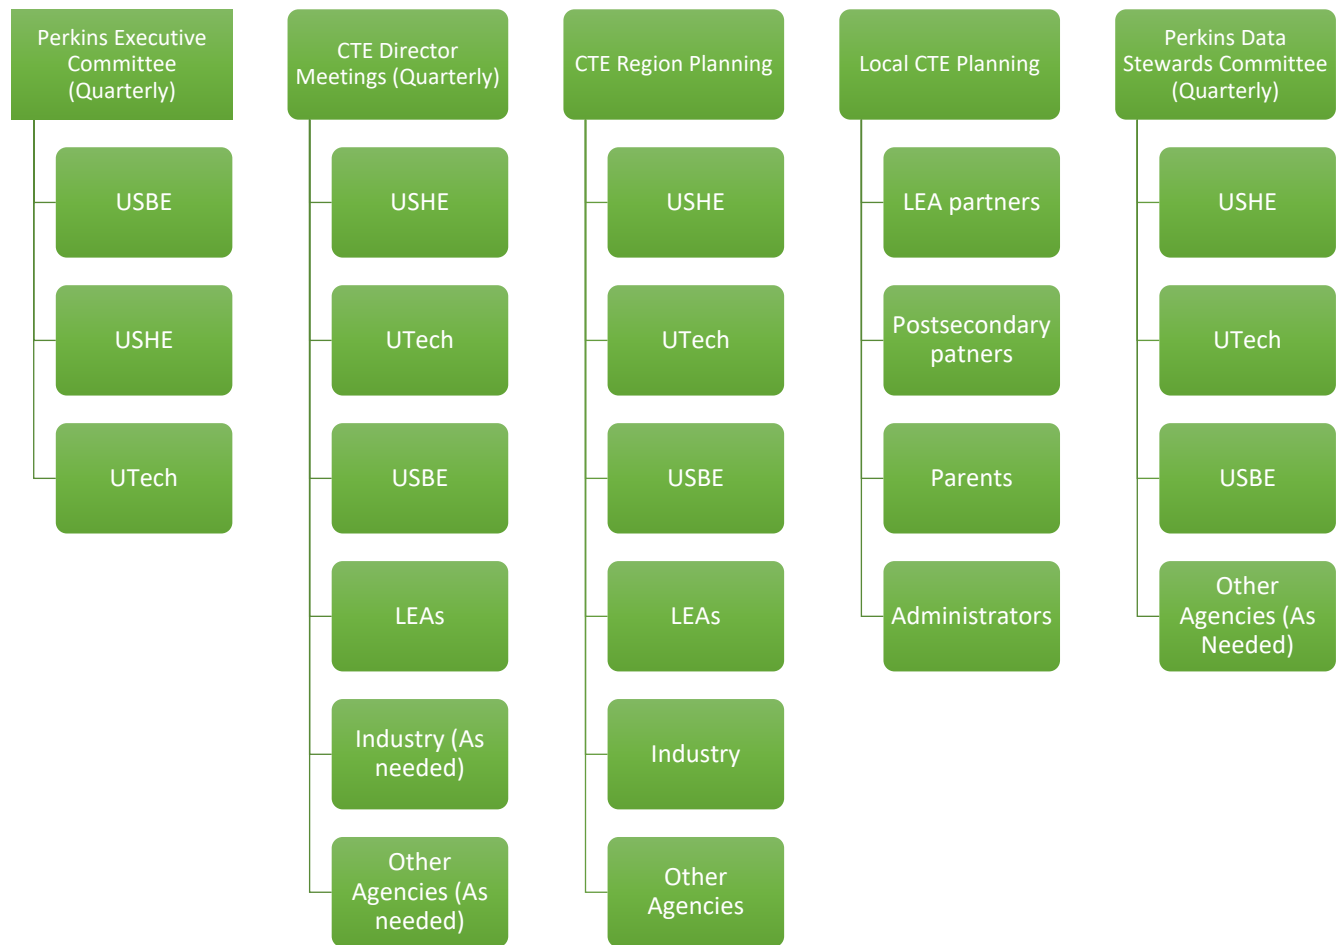 Perkins Executive
Committee
(Quarterly)
USBE
USHE
UTech
CTE Director
Meetings (Quarterly)
USHE
UTech
USBE
LEAs
Industry (As
needed)
Other
Agencies (As
needed)
CTE Region Planning
USHE
UTech
USBE
LEAs
Industry
Other
Agencies
Local CTE Planning
LEA partners
Postsecondary
patners
Parents
Administrators
Perkins Data
Stewards Committee
(Quarterly)
USHE
UTech
USBE
Other
Agencies (As
Needed)